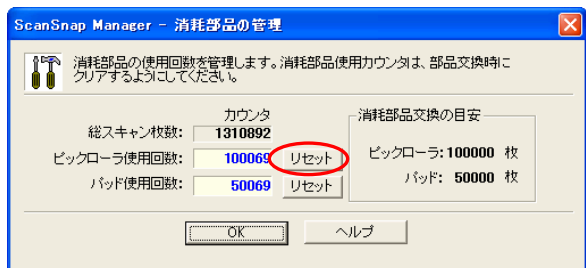 ScanSnap Manager - 消耗部品の管理
消耗部品の使用回数を管理します。消耗部品使用カウンタは、部品交換時に
クリアするようにしてください。
カウンタ
総スキャン枚数: 1310892
ピックローラ使用回数: 100069 リセット
パッド使用回数: 50069 リセット
消耗部品交換の目安
ピックローラ: 100000 枚
パッド: 50000 枚
OK ヘルプ